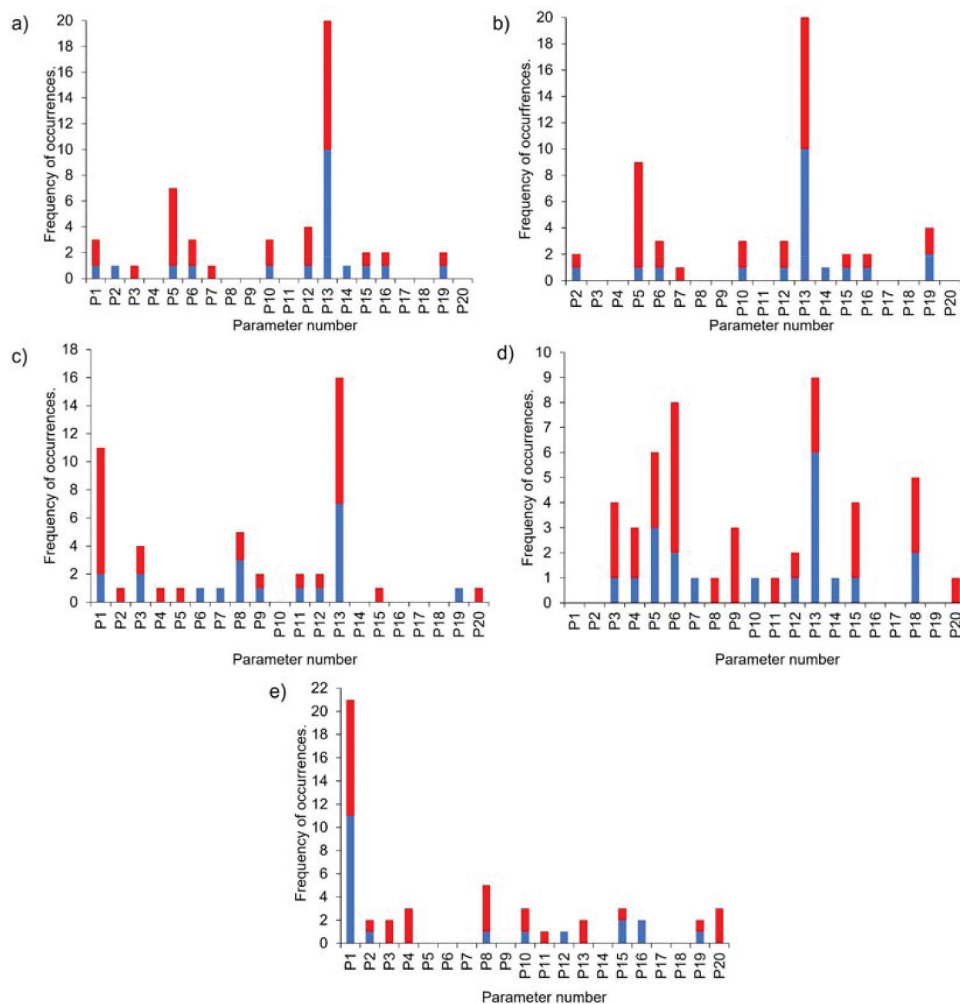 a)
Frequency of occurrences.
20
18
16
14
12
10
8
6
4
2
0
P1 P2 P3 P4 P5 P6 P7 P8 P9 P10 P11 P12 P13 P14 P15 P16 P17 P18 P19 P20
Parameter number
b)
Frequency of occurfrences.
20
18
16
14
12
10
8
6
4
2
0
P2 P3 P4 P5 P6 P7 P8 P9 P10 P11 P12 P13 P14 P15 P16 P17 P18 P19 P20
Parameter number
c)
Frequency of occurrences.
18
16
14
12
10
8
6
4
2
0
P1 P2 P3 P4 P5 P6 P7 P8 P9 P10 P11 P12 P13 P14 P15 P16 P17 P18 P19 P20
Parameter number
d)
Frequency of occurrences.
10
9
8
7
6
5
4
3
2
1
0
P1 P2 P3 P4 P5 P6 P7 P8 P9 P10 P11 P12 P13 P14 P15 P16 P17 P18 P19 P20
Parameter number
e)
Frequency of occurrences.
22
20
18
16
14
12
10
8
6
4
2
0
P1 P2 P3 P4 P5 P6 P7 P8 P9 P10 P11 P12 P13 P14 P15 P16 P17 P18 P19 P20
Parameter number